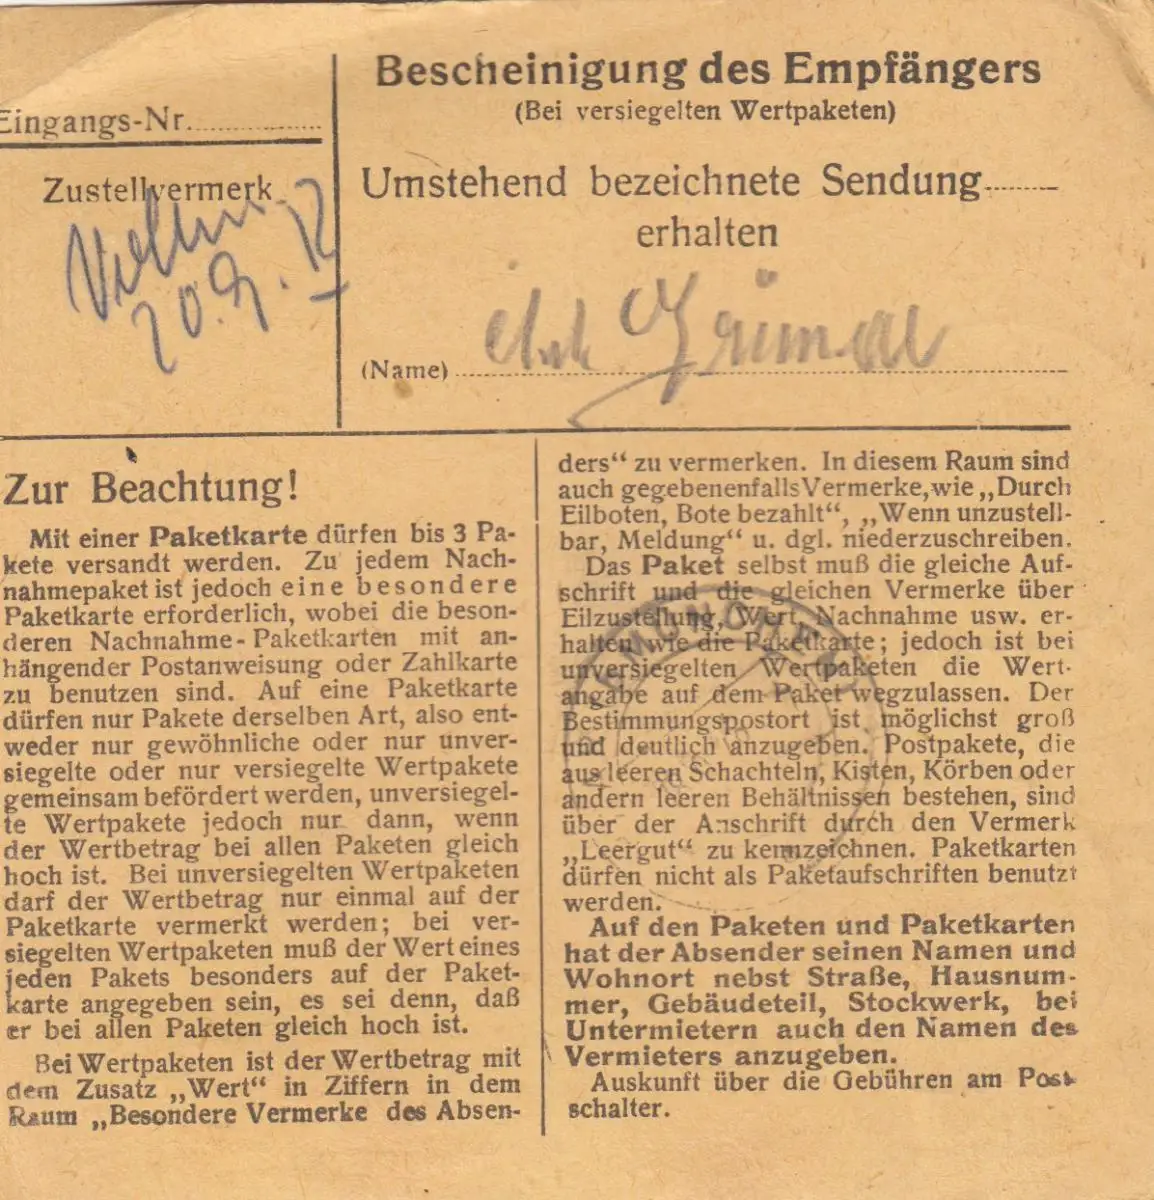 Eingangs-Nr.
Zustellvermerk
20.9.
Bescheinigung des Empfängers
(Bei versiegelten Wertpaketen)
Umstehend bezeichnete Sendung
erhalten
(Name)
Zur Beachtung!
Mit einer Paketkarte dürfen bis 3 Pa-
kete versandt werden. Zu jedem Nach-
nahmepaket ist jedoch eine besondere
Paketkarte erforderlich, wobei die beson-
deren Nachnahme-Paketkarten mit an-
hängender Postanweisung oder Zahlkarte
zu benutzen sind. Auf eine Paketkarte
dürfen nur Pakete derselben Art, also ent-
weder nur gewöhnliche oder nur unver-
siegelte oder nur versiegelte Wertpakete
gemeinsam befördert werden, unversiegel-
te Wertpakete jedoch nur dann, wenn
der Wertbetrag bei allen Paketen gleich
hoch ist. Bei unversiegelten Wertpaketen
darf der Wertbetrag nur einmal auf der
Paketkarte vermerkt werden; bei ver-
siegelten Wertpaketen muß der Wert eines
jeden Pakets besonders auf der Paket-
karte angegeben sein, es sei denn, daß
er bei allen Paketen gleich hoch ist.
Bei Wertpaketen ist der Wertbetrag mit
dem Zusatz „Wert“ in Ziffern in dem
Raum „Besondere Vermerke des Absen-
ders“ zu vermerken. In diesem Raum sind
auch gegebenenfalls Vermerke, wie „Durch
Eilboten, Bote bezahlt“, „Wenn unzustell-
bar, Meldung“ u. dgl. niederzuschreiben.
Das Paket selbst muß die gleiche Auf-
schrift und die gleichen Vermerke über
Eilzustellung, Wert, Nachnahme usw. er-
halten wie die Paketkarte; jedoch ist bei
unversiegelten Wertpaketen die Wert-
angabe auf dem Paket wegzulassen. Der
Bestimmungspostort ist möglichst groß
und deutlich anzugeben. Postpakete, die
aus leeren Schachteln, Kisten, Körben oder
andern leeren Behältnissen bestehen, sind
über der Anschrift durch den Vermerk
„Leergut“ zu kennzeichnen. Paketkarten
dürfen nicht als Paketaufschriften benutzt
werden.
Auf den Paketen und Paketkarten
hat der Absender seinen Namen und
Wohnort nebst Straße, Hausnum-
mer, Gebäudeteil, Stockwerk, bei
Untermietern auch den Namen des
Vermieters anzugeben.
Auskunft über die Gebühren am Post-
schalter.